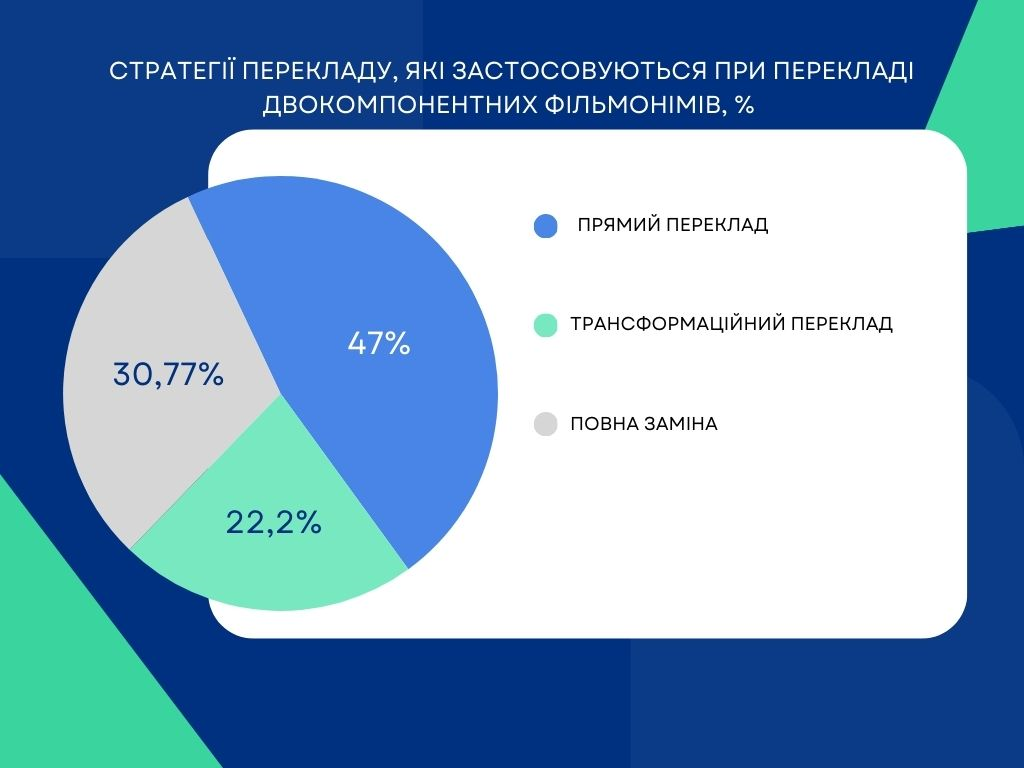 СТРАТЕГІЇ ПЕРЕКЛАДУ, ЯКІ ЗАСТОСОВУЮТЬСЯ ПРИ ПЕРЕКЛАДІ
ДВОКОМПОНЕНТНИХ ФІЛЬМОНІМІВ, %
ПРЯМИЙ ПЕРЕКЛАД
ТРАНСФОРМАЦІЙНИЙ ПЕРЕКЛАД
ПОВНА ЗАМІНА
47%
30,77%
22,2%